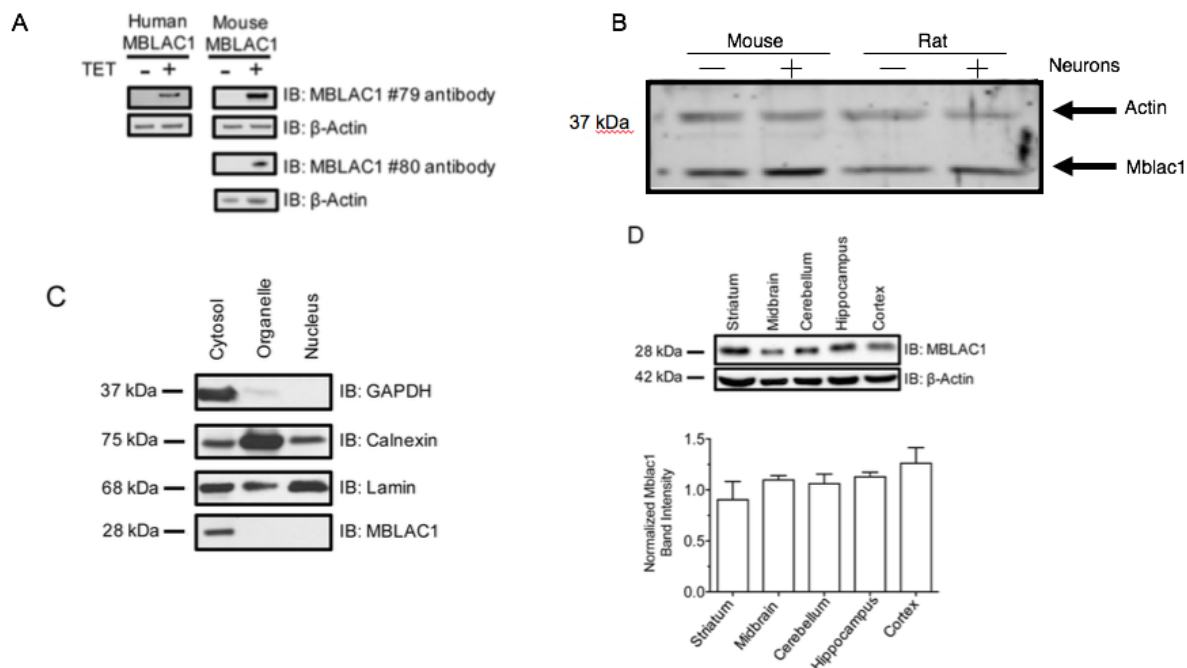 A
Human Mouse
MBLAC1 MBLAC1
TET - + - +
IB: MBLAC1 #79 antibody
IB: β-Actin
IB: MBLAC1 #80 antibody
IB: β-Actin
B
Mouse Rat
— + — + Neurons
37 kDa
Actin
Mblac1
C
Cytosol
Organelle
Nucleus
37 kDa IB: GAPDH
75 kDa IB: Calnexin
68 kDa IB: Lamin
28 kDa IB: MBLAC1
D
Striatum
Midbrain
Cerebellum
Hippocampus
Cortex
28 kDa IB: MBLAC1
42 kDa IB: β-Actin
Normalized Mblac1
Band Intensity
1.5
1.0
0.5
0.0
Striatum
Midbrain
Cerebellum
Hippocampus
Cortex